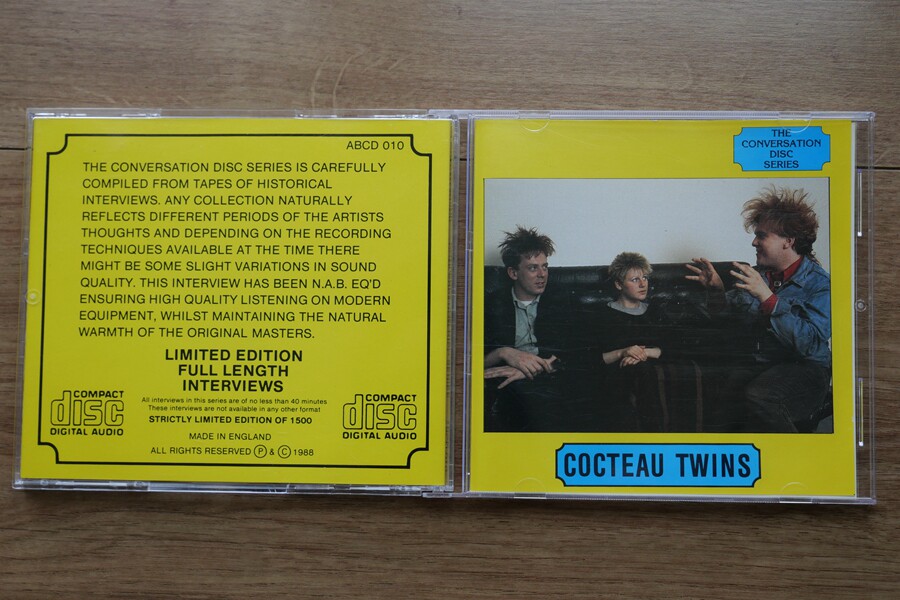 ABCD 010
THE CONVERSATION DISC SERIES IS CAREFULLY
COMPILED FROM TAPES OF HISTORICAL
INTERVIEWS. ANY COLLECTION NATURALLY
REFLECTS DIFFERENT PERIODS OF THE ARTISTS
THOUGHTS AND DEPENDING ON THE RECORDING
TECHNIQUES AVAILABLE AT THE TIME THERE
MIGHT BE SOME SLIGHT VARIATIONS IN SOUND
QUALITY. THIS INTERVIEW HAS BEEN N.A.B. EQ'D
ENSURING HIGH QUALITY LISTENING ON MODERN
EQUIPMENT, WHILST MAINTAINING THE NATURAL
WARMTH OF THE ORIGINAL MASTERS.
LIMITED EDITION
FULL LENGTH
INTERVIEWS
All interviews in this series are of no less than 40 minutes
These interviews are not available in any other format
STRICTLY LIMITED EDITION OF 1500
COMPACT
disc
DIGITAL AUDIO
COMPACT
disc
DIGITAL AUDIO
MADE IN ENGLAND
ALL RIGHTS RESERVED Ⓟ & Ⓒ 1988
THE
CONVERSATION
DISC
SERIES
COCTEAU TWINS